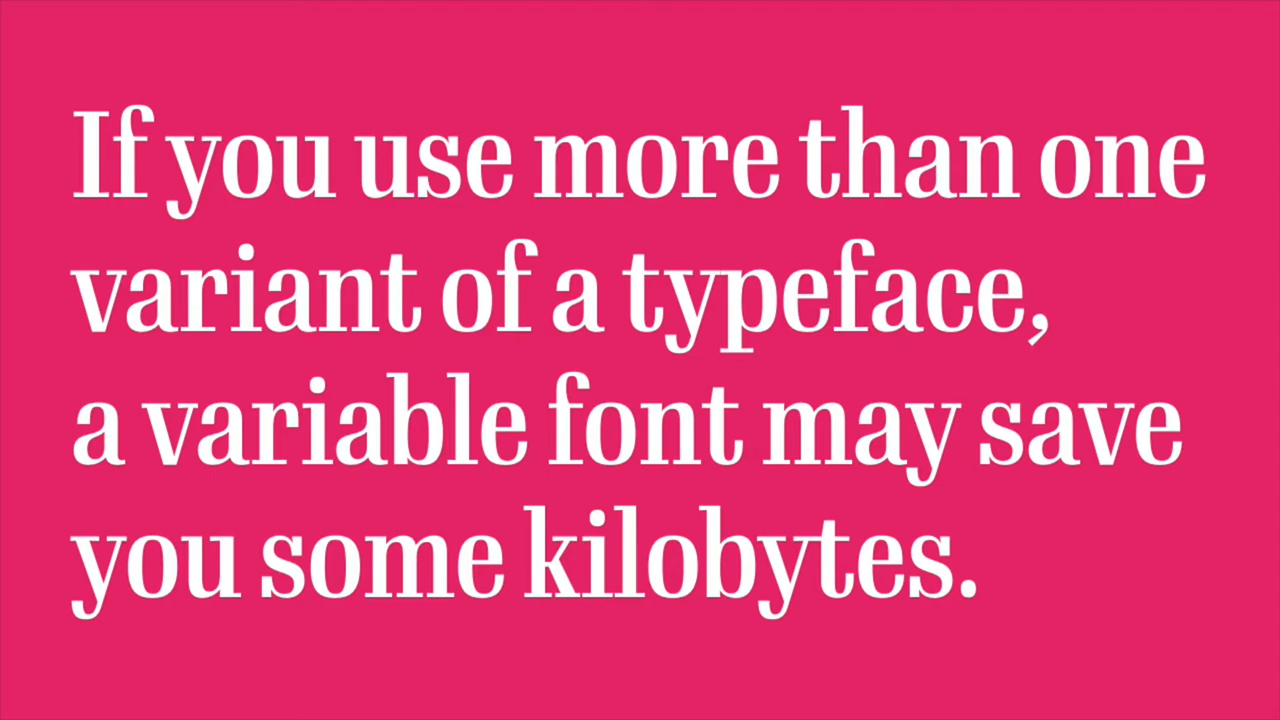 If you use more than one
variant of a typeface,
a variable font may save
you some kilobytes.